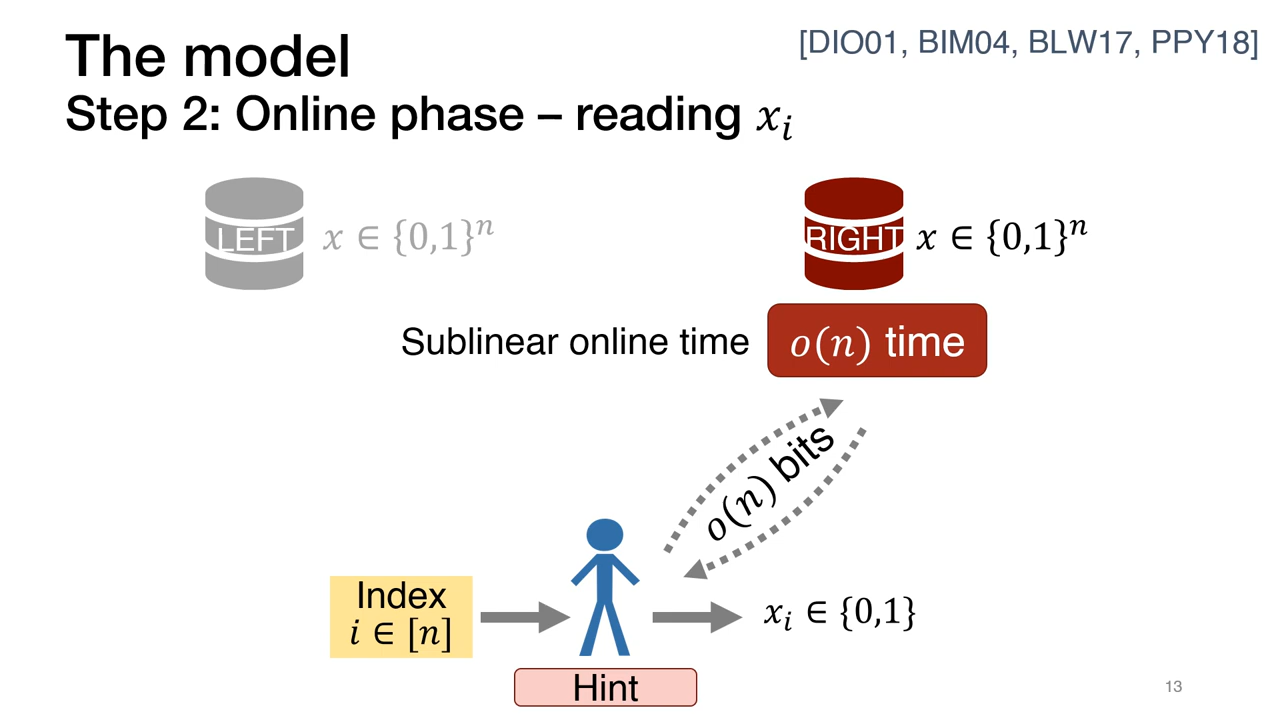 The model
[DIO01, BIM04, BLW17, PPY18]
Step 2: Online phase – reading 𝑥ᵢ
LEFT 𝑥 ∈ {0,1}ⁿ
RIGHT 𝑥 ∈ {0,1}ⁿ
Sublinear online time
𝑜(𝑛) time
𝑜(𝑛) bits
Index
𝑖 ∈ [𝑛]
𝑥ᵢ ∈ {0,1}
Hint
13